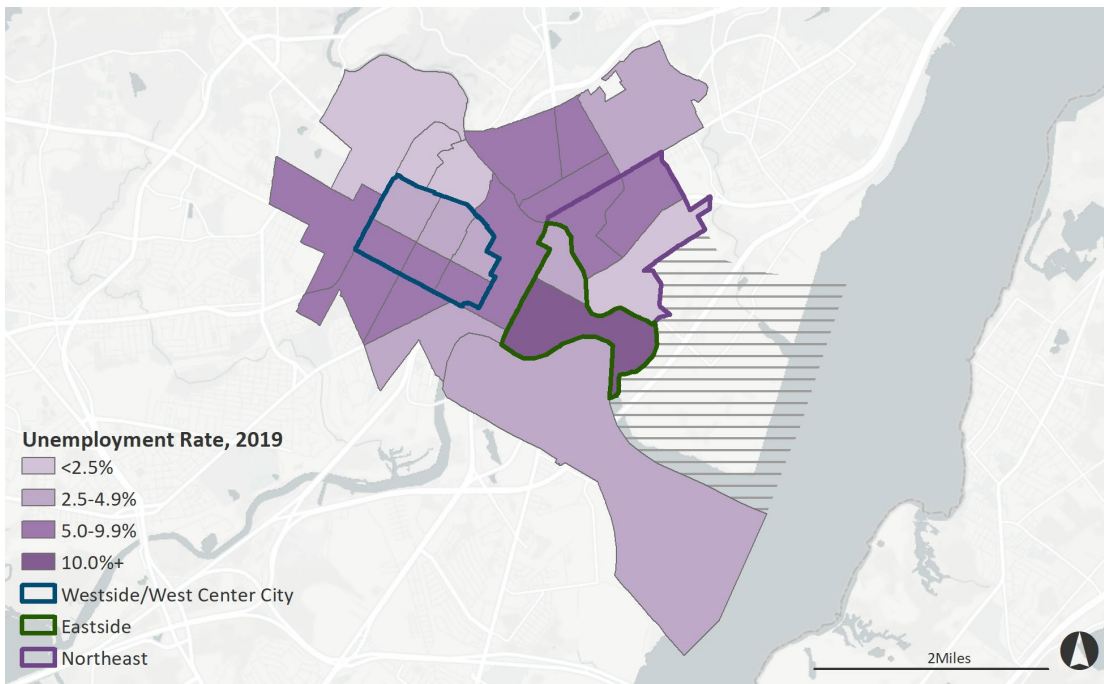 Unemployment Rate, 2019
<2.5%
2.5-4.9%
5.0-9.9%
10.0%+
Westside/West Center City
Eastside
Northeast
2Miles